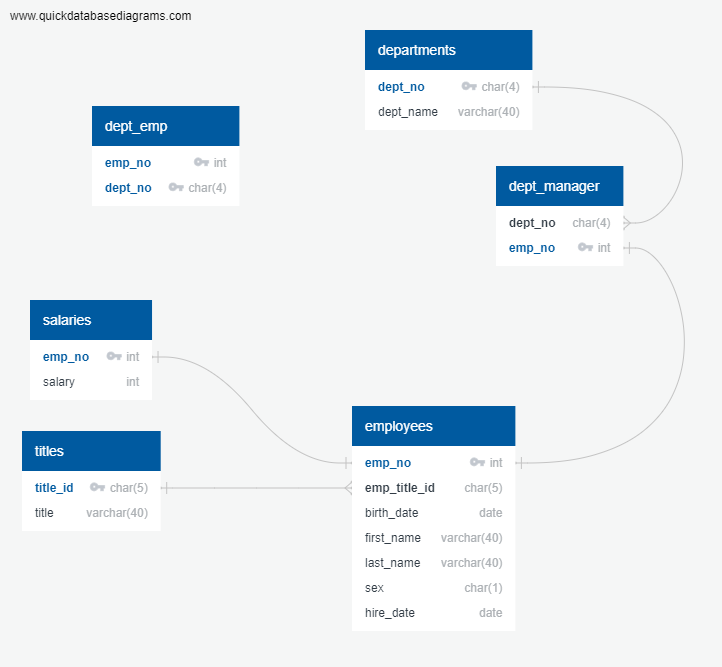 www.quickdatabasediagrams.com
departments
dept_no char(4)
dept_name varchar(40)
dept_emp
emp_no int
dept_no char(4)
dept_manager
dept_no char(4)
emp_no int
salaries
emp_no int
salary int
titles
title_id char(5)
title varchar(40)
employees
emp_no int
emp_title_id char(5)
birth_date date
first_name varchar(40)
last_name varchar(40)
sex char(1)
hire_date date